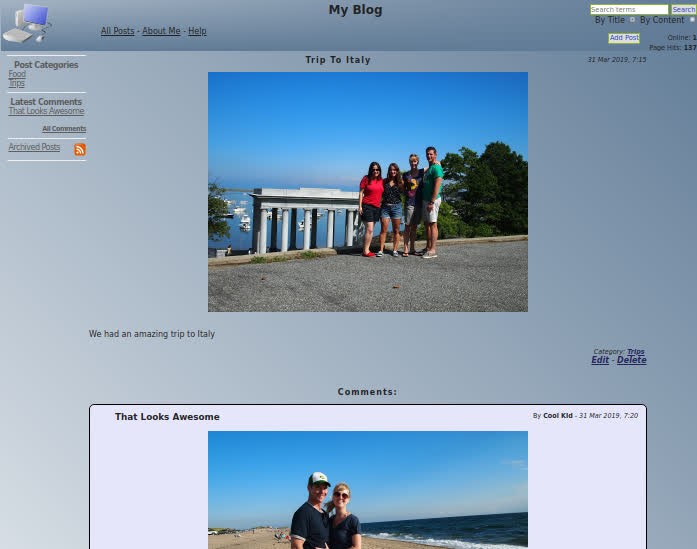 My Blog
Search terms Search
By Title By Content
All Posts - About Me - Help
Add Post
Online: 1
Page Hits: 137
Post Categories
Food
Trips
Latest Comments
That Looks Awesome
All Comments
Archived Posts
Trip To Italy
31 Mar 2019, 7:15
We had an amazing trip to Italy
Category: Trips
Edit - Delete
Comments:
That Looks Awesome
By Cool Kid - 31 Mar 2019, 7:20